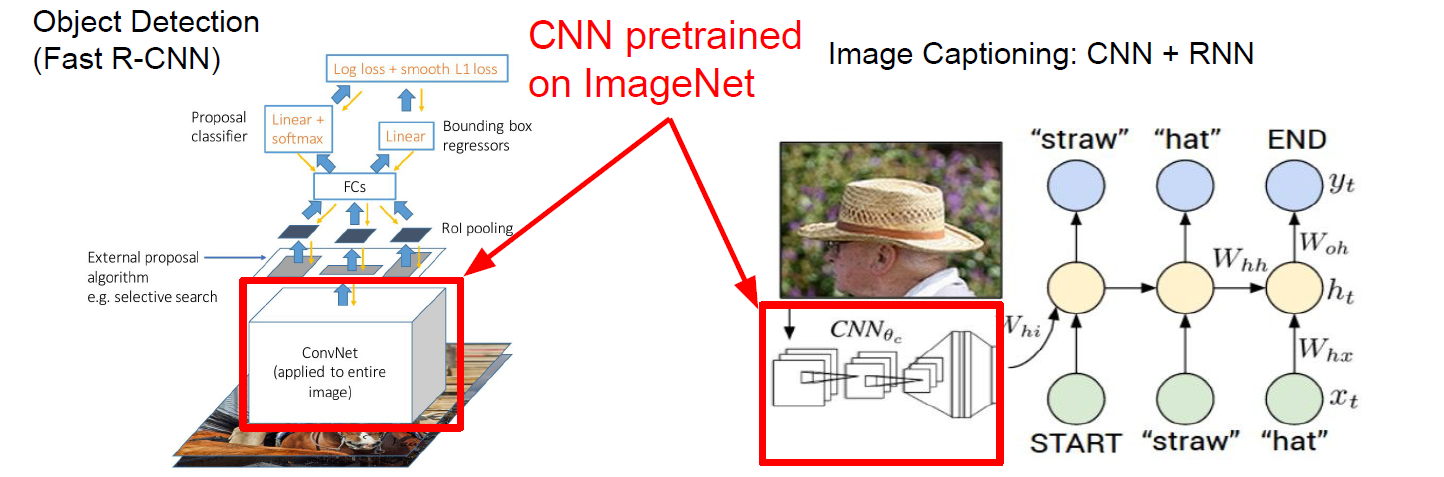 Object Detection
(Fast R-CNN)
CNN pretrained
on ImageNet
Image Captioning: CNN + RNN
Log loss + smooth L1 loss
Proposal
classifier
Linear +
softmax
Linear
Bounding box
regressors
FCs
RoI pooling
External proposal
algorithm
e.g. selective search
ConvNet
(applied to entire
image)
"straw" "hat" END
y_t
W_oh
W_hh
h_t
CNN_θ_c
W_hi
W_hx
x_t
START "straw" "hat"